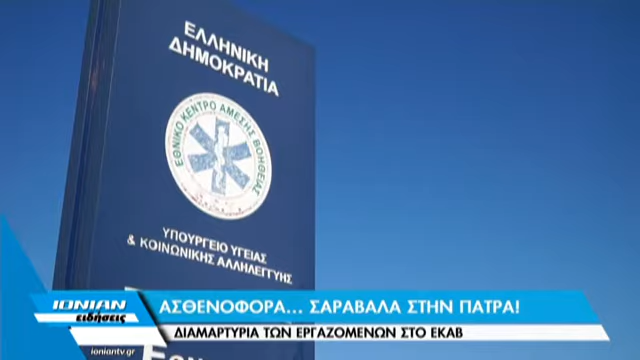 ΕΛΛΗΝΙΚΗ
ΔΗΜΟΚΡΑΤΙΑ
ΕΘΝΙΚΟ ΚΕΝΤΡΟ ΑΜΕΣΗΣ ΒΟΗΘΕΙΑΣ
Ε.Κ.Α.Β.
ΥΠΟΥΡΓΕΙΟ ΥΓΕΙΑΣ
& ΚΟΙΝΩΝΙΚΗΣ ΑΛΛΗΛΕΓΓΥΗΣ
IONIAN
ειδήσεις
ΑΣΘΕΝΟΦΟΡΑ... ΣΑΡΑΒΑΛΑ ΣΤΗΝ ΠΑΤΡΑ!
ΔΙΑΜΑΡΤΥΡΙΑ ΤΩΝ ΕΡΓΑΖΟΜΕΝΩΝ ΣΤΟ ΕΚΑΒ
ioniantv.gr